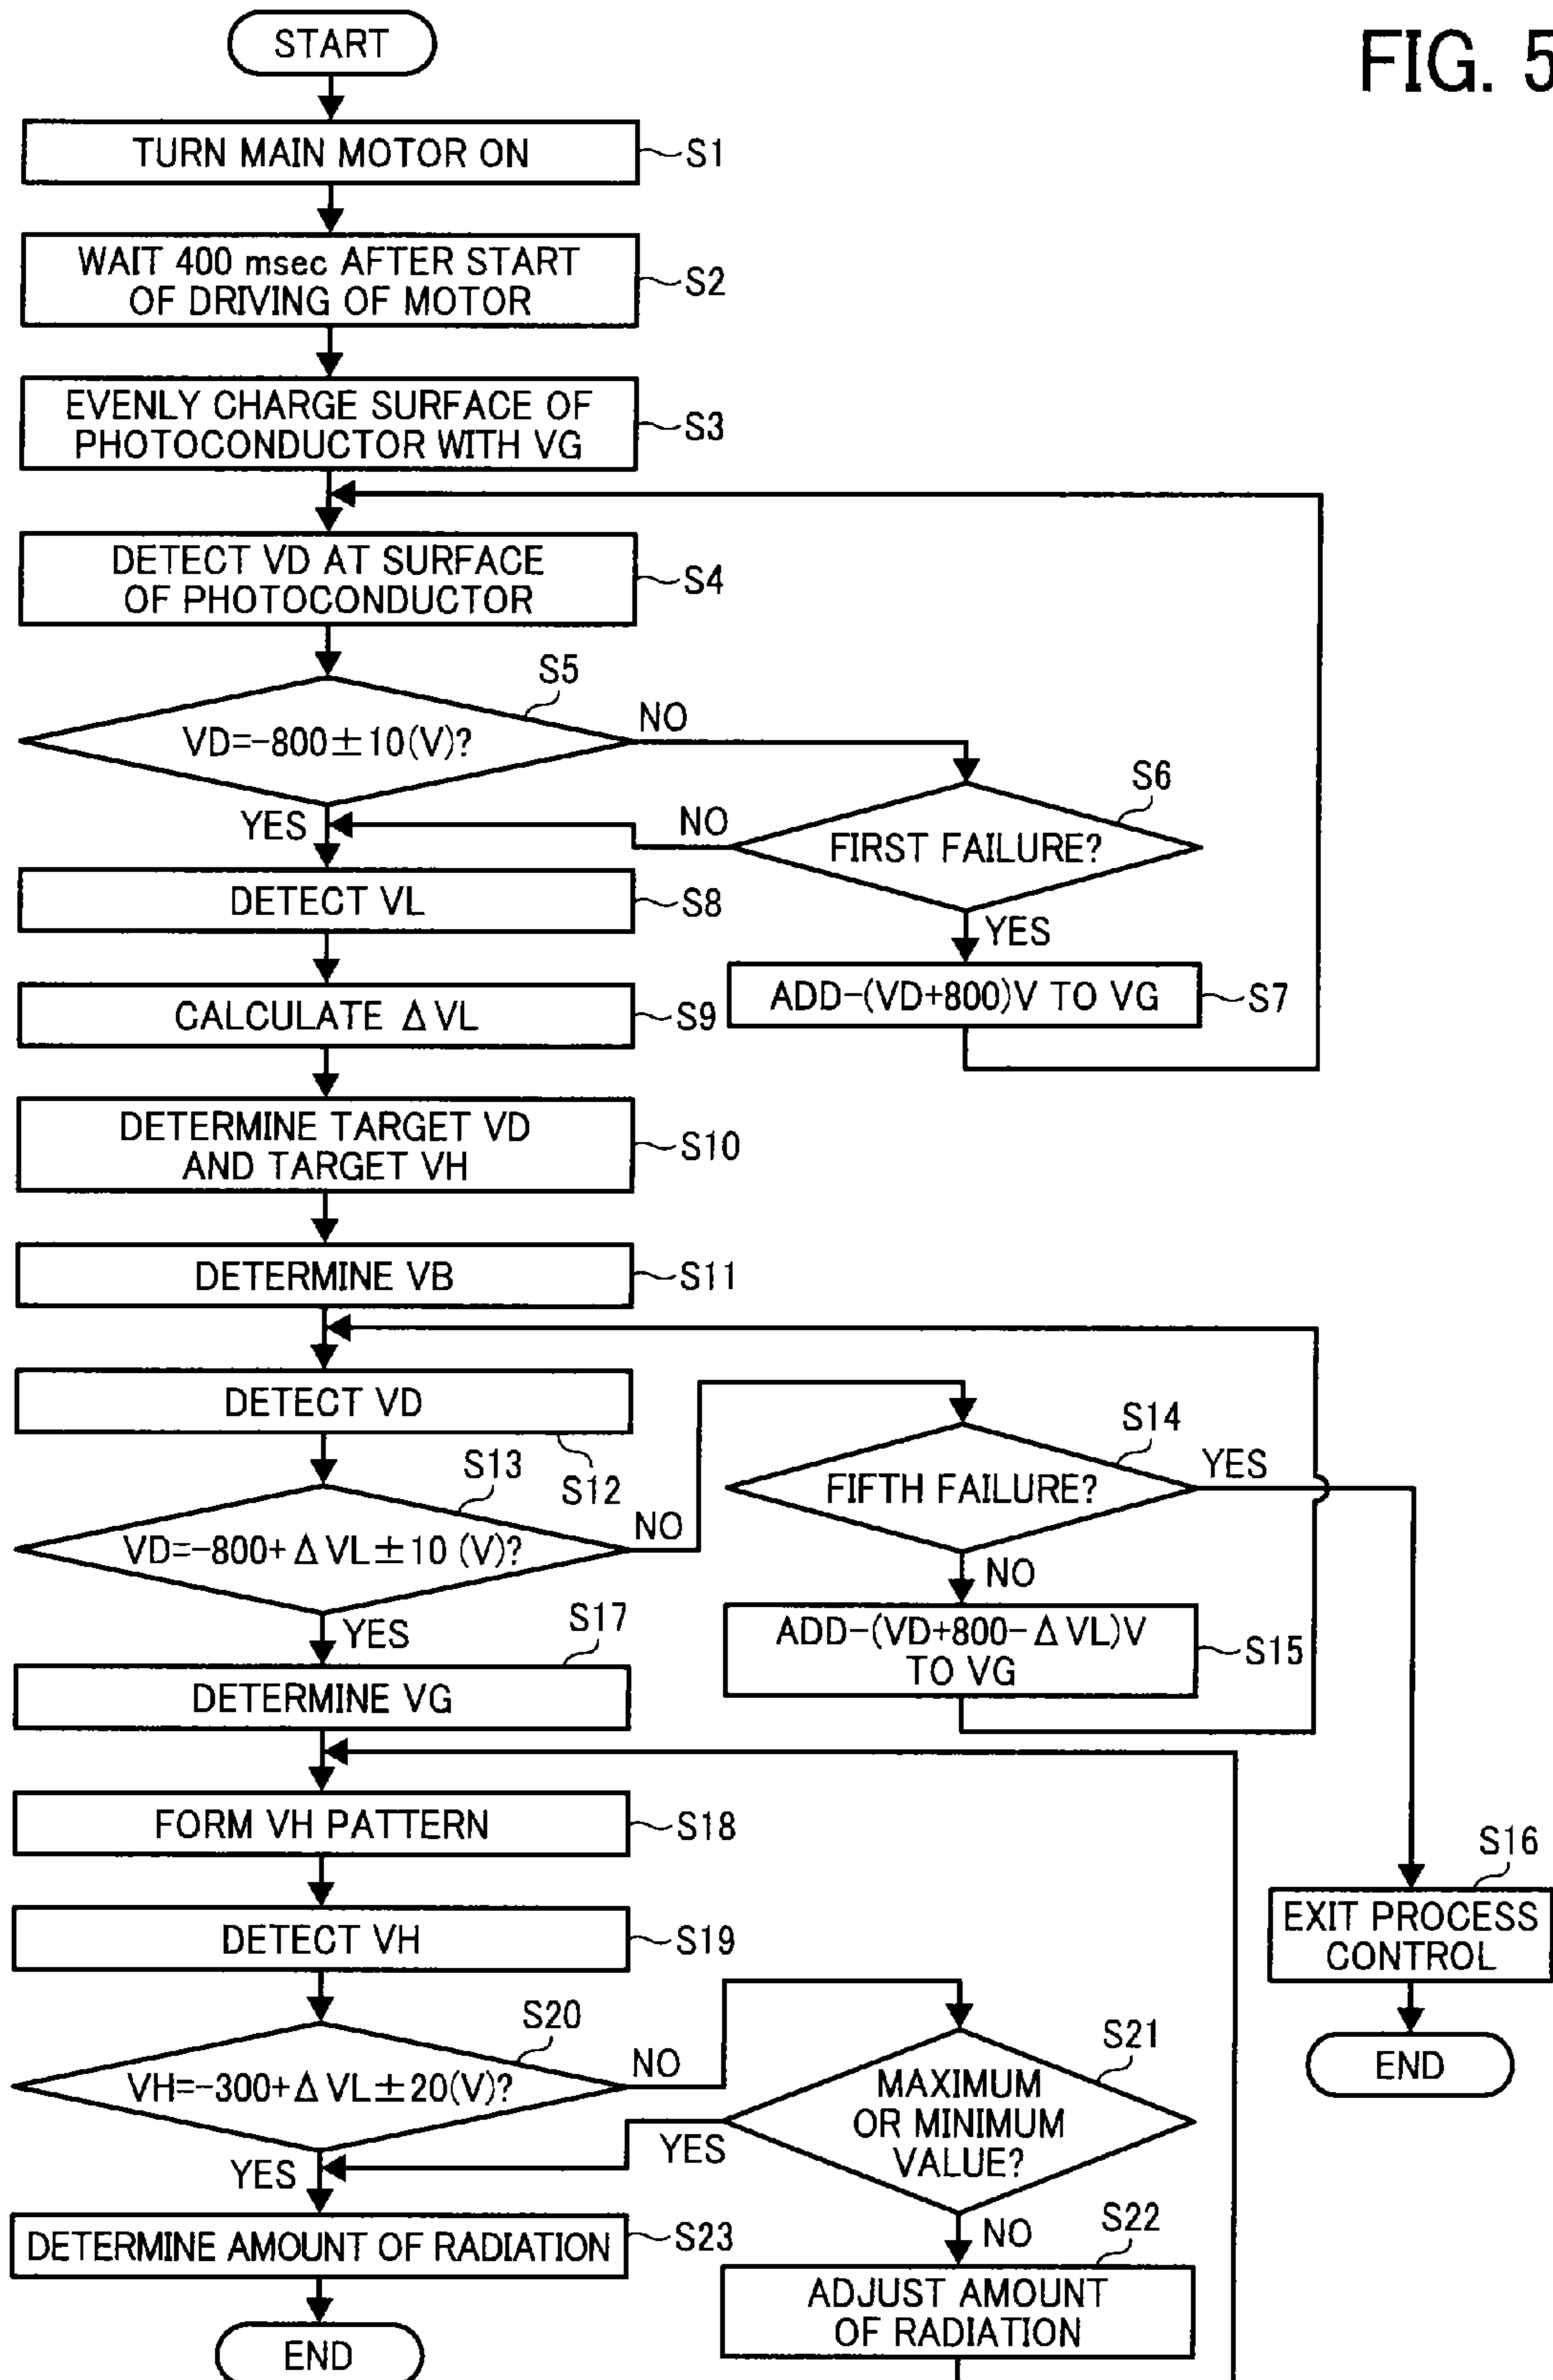 FIG. 5
START
TURN MAIN MOTOR ON
S1
WAIT 400 msec AFTER START
OF DRIVING OF MOTOR
S2
EVENLY CHARGE SURFACE OF
PHOTOCONDUCTOR WITH VG
S3
DETECT VD AT SURFACE
OF PHOTOCONDUCTOR
S4
S5
VD=-800±10(V)?
NO
YES
S6
FIRST FAILURE?
NO
YES
ADD-(VD+800)V TO VG
S7
DETECT VL
S8
CALCULATE ΔVL
S9
DETERMINE TARGET VD
AND TARGET VH
S10
DETERMINE VB
S11
DETECT VD
S12
S13
VD=-800+ΔVL±10 (V)?
NO
YES
S14
FIFTH FAILURE?
YES
NO
ADD-(VD+800-ΔVL)V
TO VG
S15
S16
EXIT PROCESS
CONTROL
END
S17
DETERMINE VG
FORM VH PATTERN
S18
DETECT VH
S19
S20
VH=-300+ΔVL±20(V)?
NO
YES
S21
MAXIMUM
OR MINIMUM
VALUE?
YES
NO
S22
ADJUST AMOUNT
OF RADIATION
DETERMINE AMOUNT OF RADIATION
S23
END